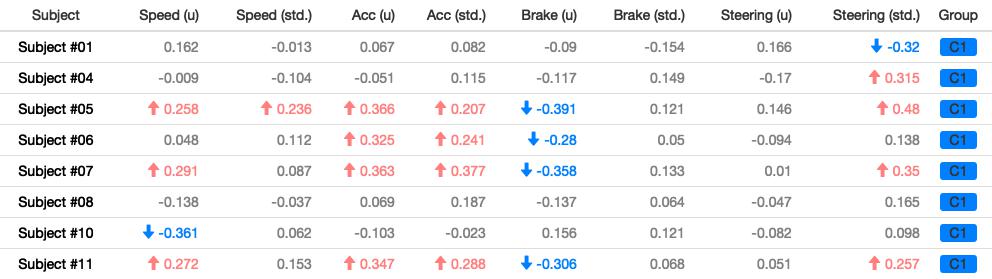 Subject Speed (u) Speed (std.) Acc (u) Acc (std.) Brake (u) Brake (std.) Steering (u) Steering (std.) Group
Subject #01 0.162 -0.013 0.067 0.082 -0.09 -0.154 0.166 ↓ -0.32 C1
Subject #04 -0.009 -0.104 -0.051 0.115 -0.117 0.149 -0.17 ↑ 0.315 C1
Subject #05 ↑ 0.258 ↑ 0.236 ↑ 0.366 ↑ 0.207 ↓ -0.391 0.121 0.146 ↑ 0.48 C1
Subject #06 0.048 0.112 ↑ 0.325 ↑ 0.241 ↓ -0.28 0.05 -0.094 0.138 C1
Subject #07 ↑ 0.291 0.087 ↑ 0.363 ↑ 0.377 ↓ -0.358 0.133 0.01 ↑ 0.35 C1
Subject #08 -0.138 -0.037 0.069 0.187 -0.137 0.064 -0.047 0.165 C1
Subject #10 ↓ -0.361 0.062 -0.103 -0.023 0.156 0.121 -0.082 0.098 C1
Subject #11 ↑ 0.272 0.153 ↑ 0.347 ↑ 0.288 ↓ -0.306 0.068 0.051 ↑ 0.257 C1